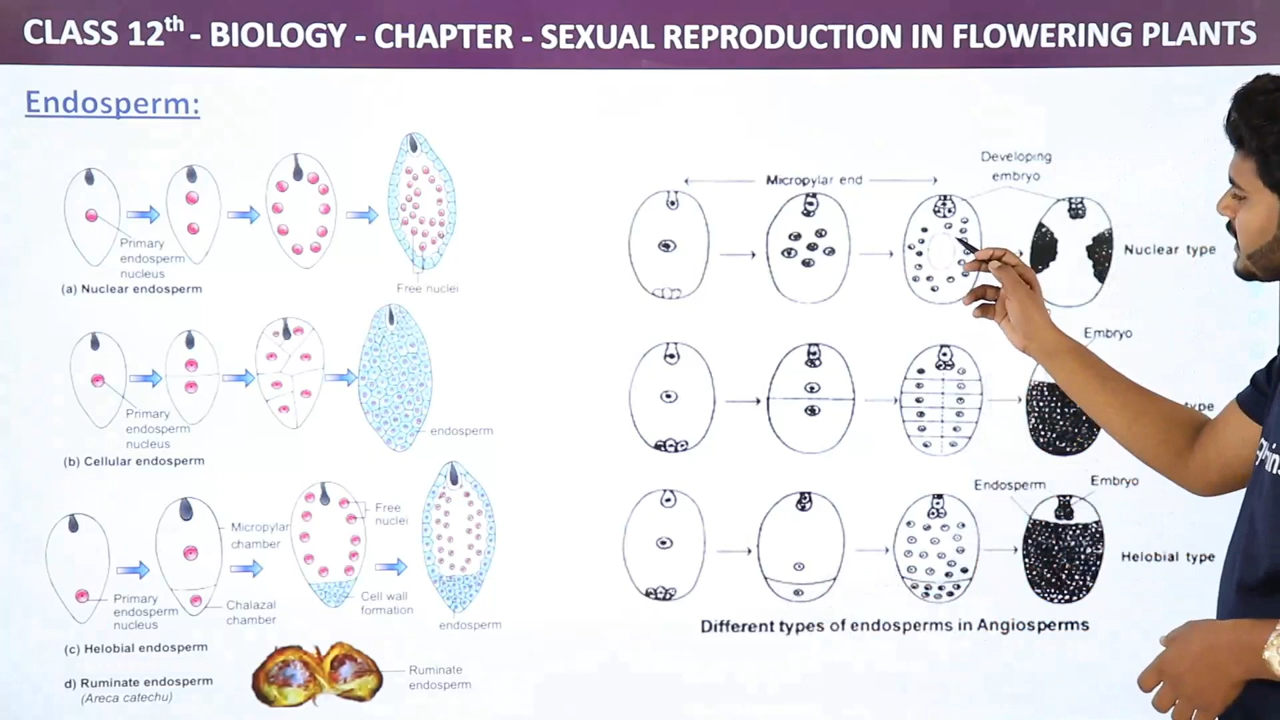 CLASS 12th - BIOLOGY - CHAPTER - SEXUAL REPRODUCTION IN FLOWERING PLANTS
Endosperm:
Primary
endosperm
nucleus
(a) Nuclear endosperm
Free nuclei
Primary
endosperm
nucleus
(b) Cellular endosperm
endosperm
Primary
endosperm
nucleus
Micropylar
chamber
Chalazal
chamber
Free
nuclei
Cell wall
formation
endosperm
(c) Helobial endosperm
d) Ruminate endosperm
(Areca catechu)
Ruminate
endosperm
Micropylar end
Developing
embryo
Nuclear type
Embryo
Endosperm
Embryo
Helobial type
Different types of endosperms in Angiosperms